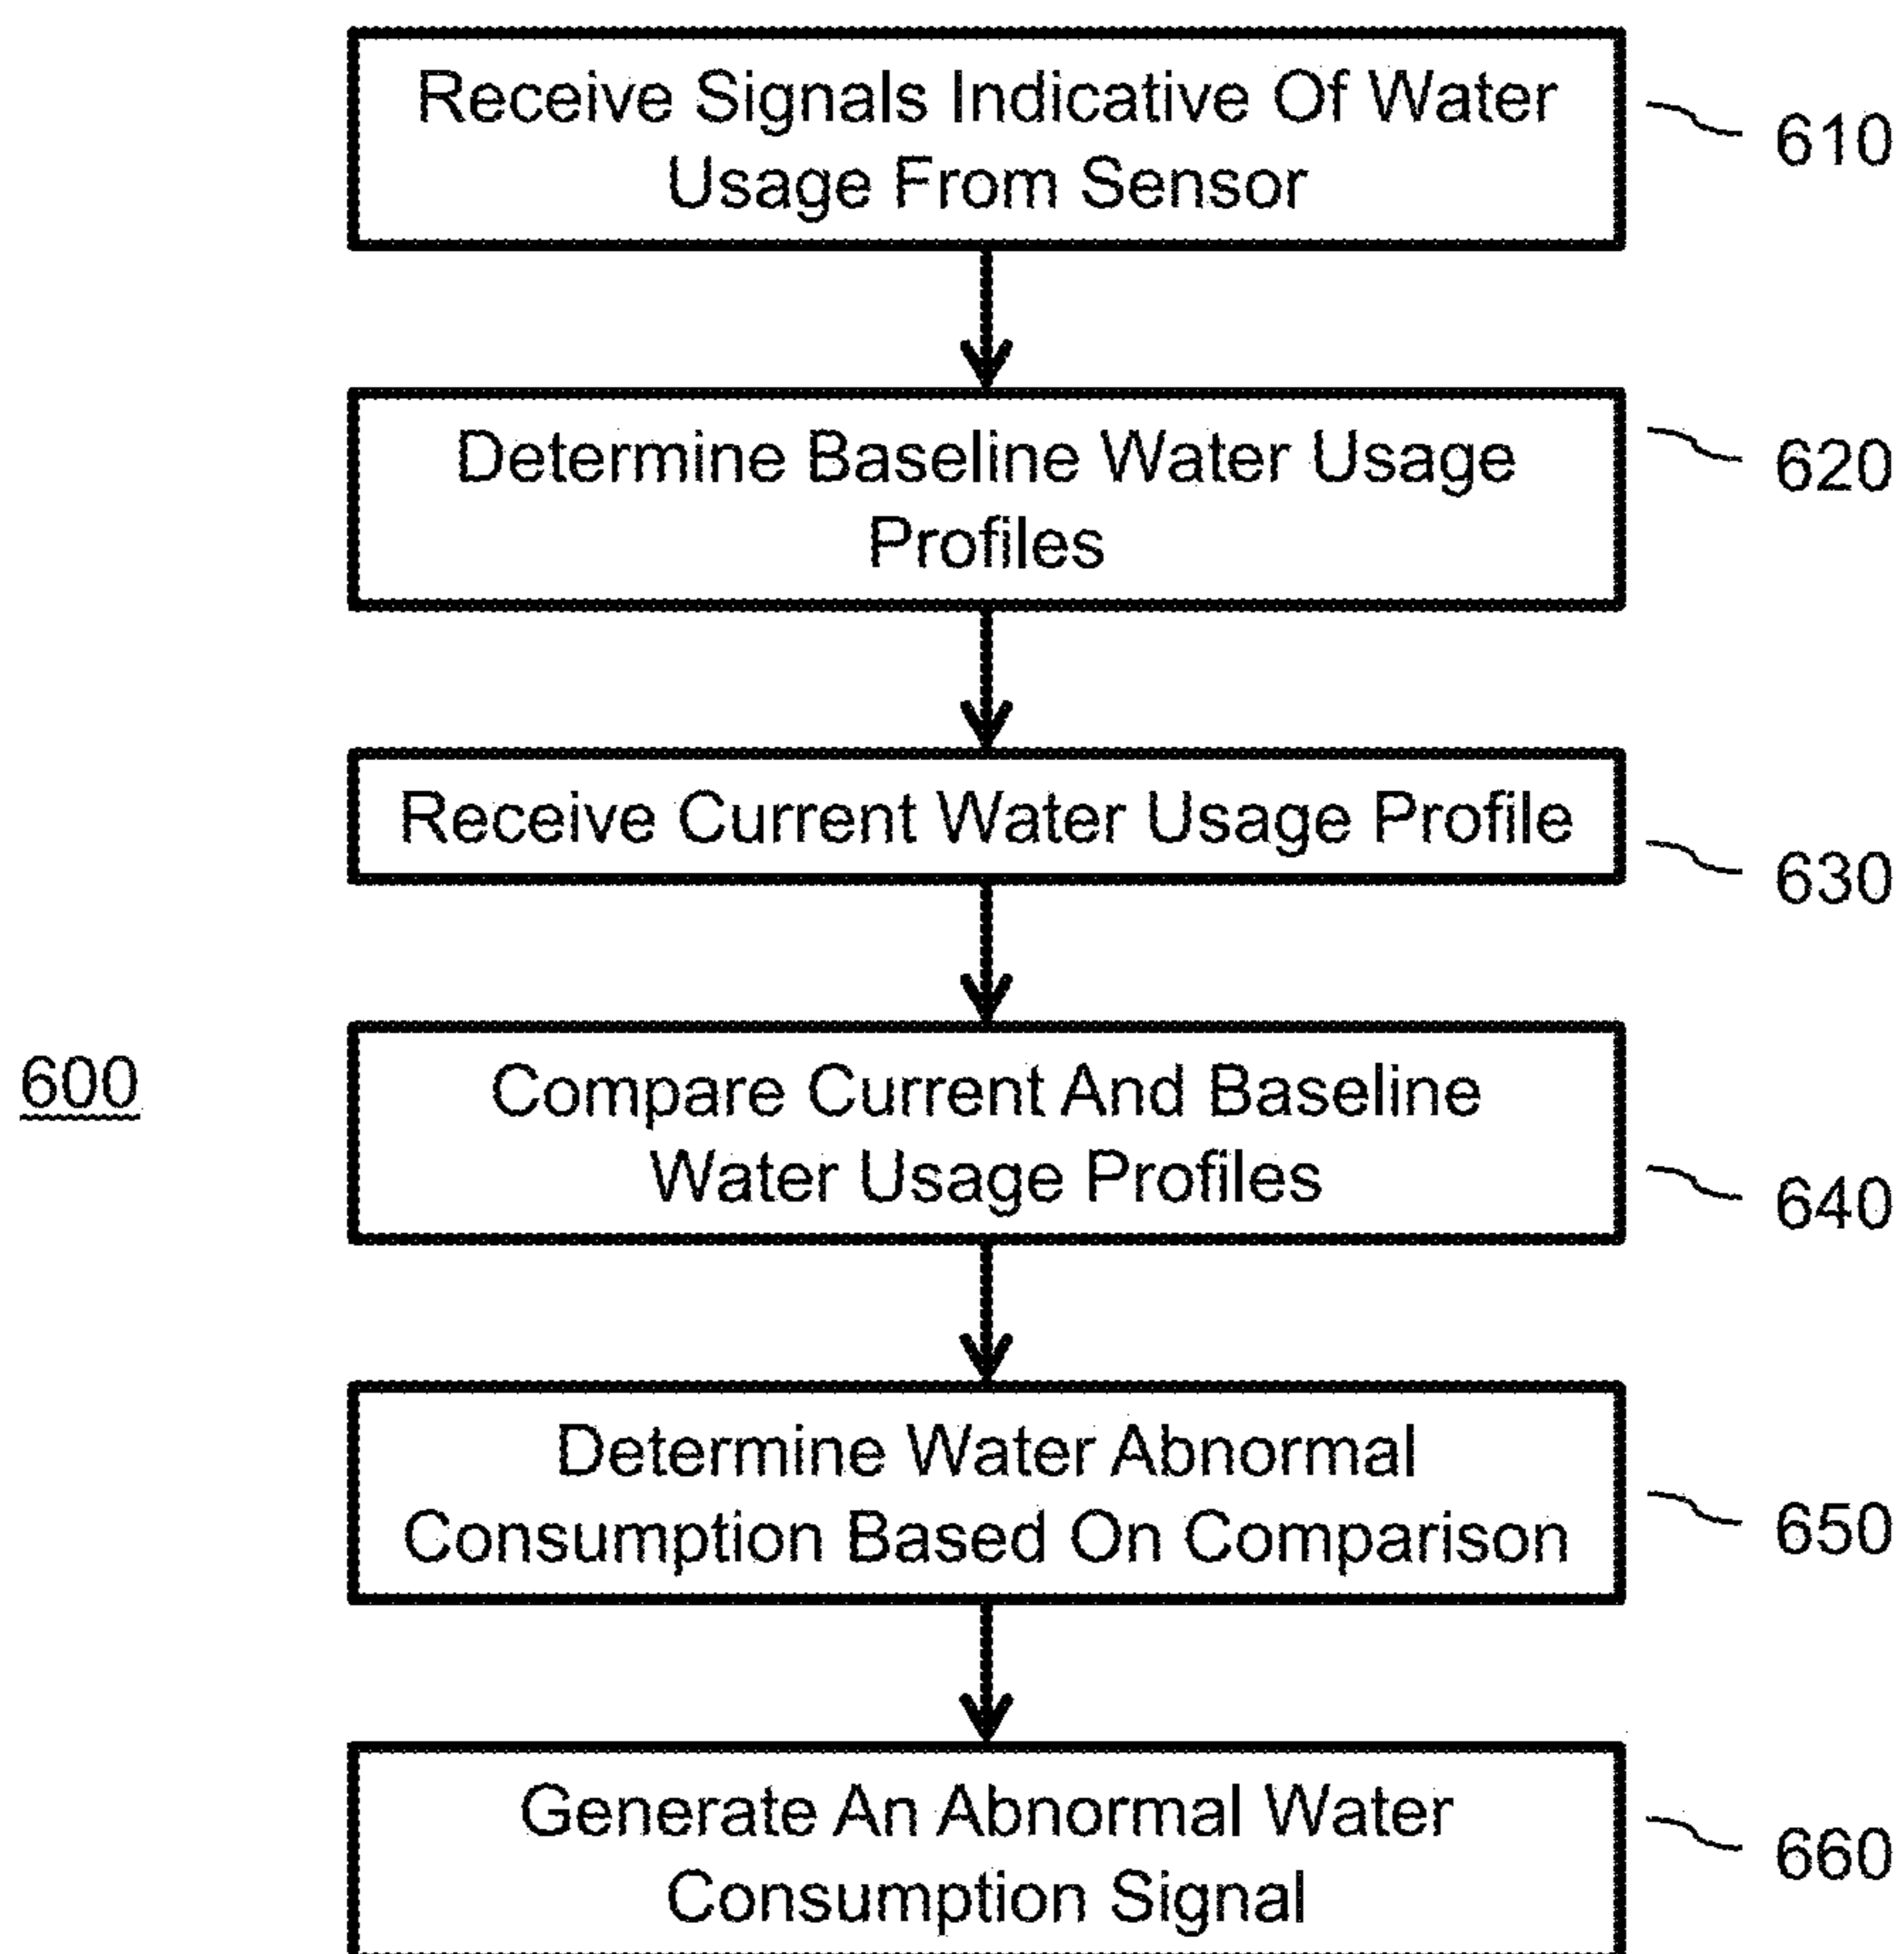 Receive Signals Indicative Of Water
Usage From Sensor
610
Determine Baseline Water Usage
Profiles
620
Receive Current Water Usage Profile
630
600
Compare Current And Baseline
Water Usage Profiles
640
Determine Water Abnormal
Consumption Based On Comparison
650
Generate An Abnormal Water
Consumption Signal
660